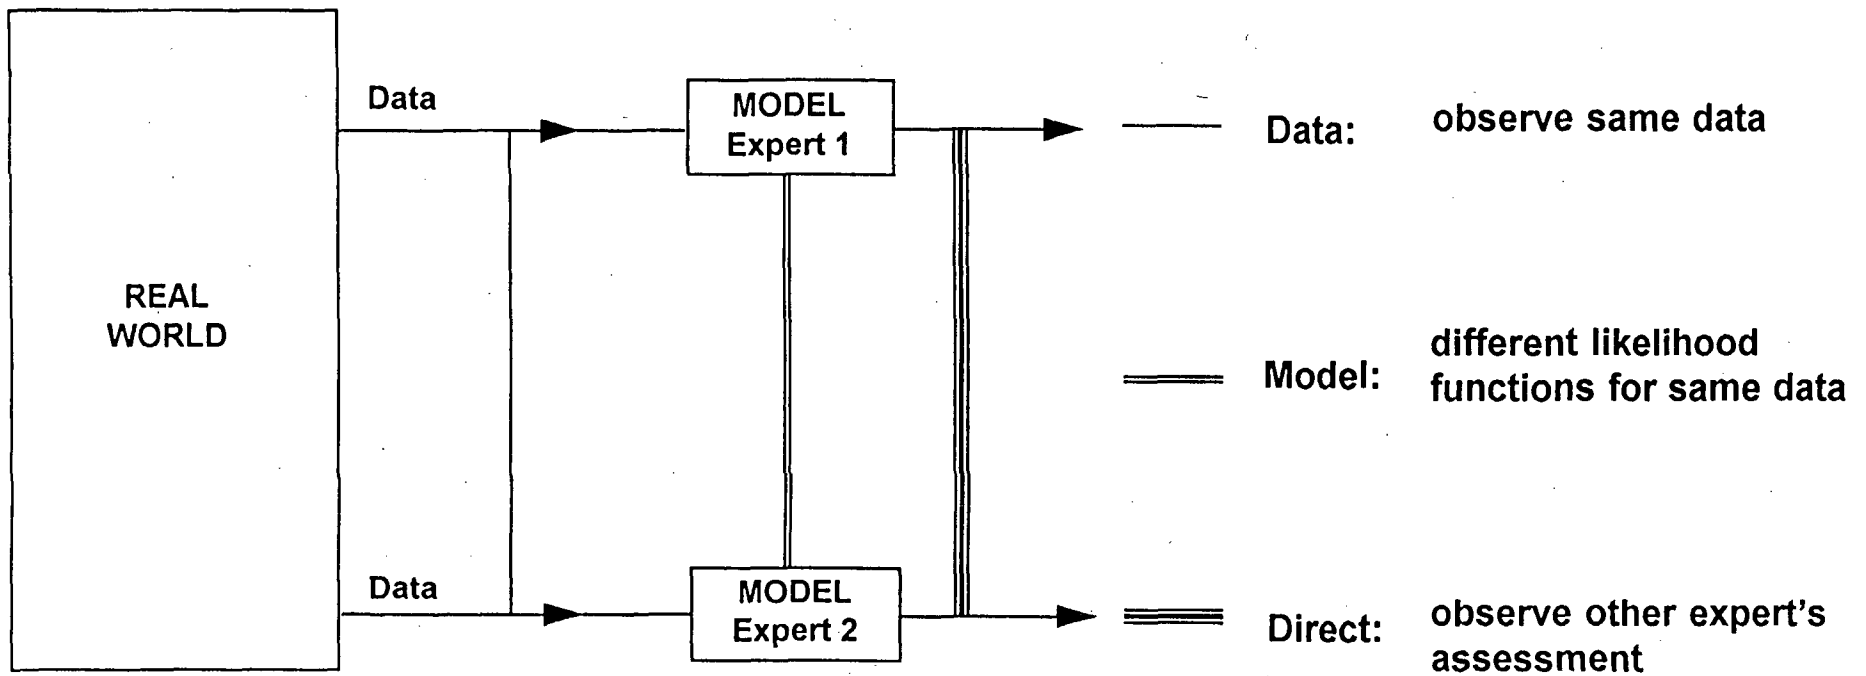 REAL
WORLD
Data
MODEL
Expert 1
Data
MODEL
Expert 2
Data: observe same data
Model: different likelihood
functions for same data
Direct: observe other expert's
assessment